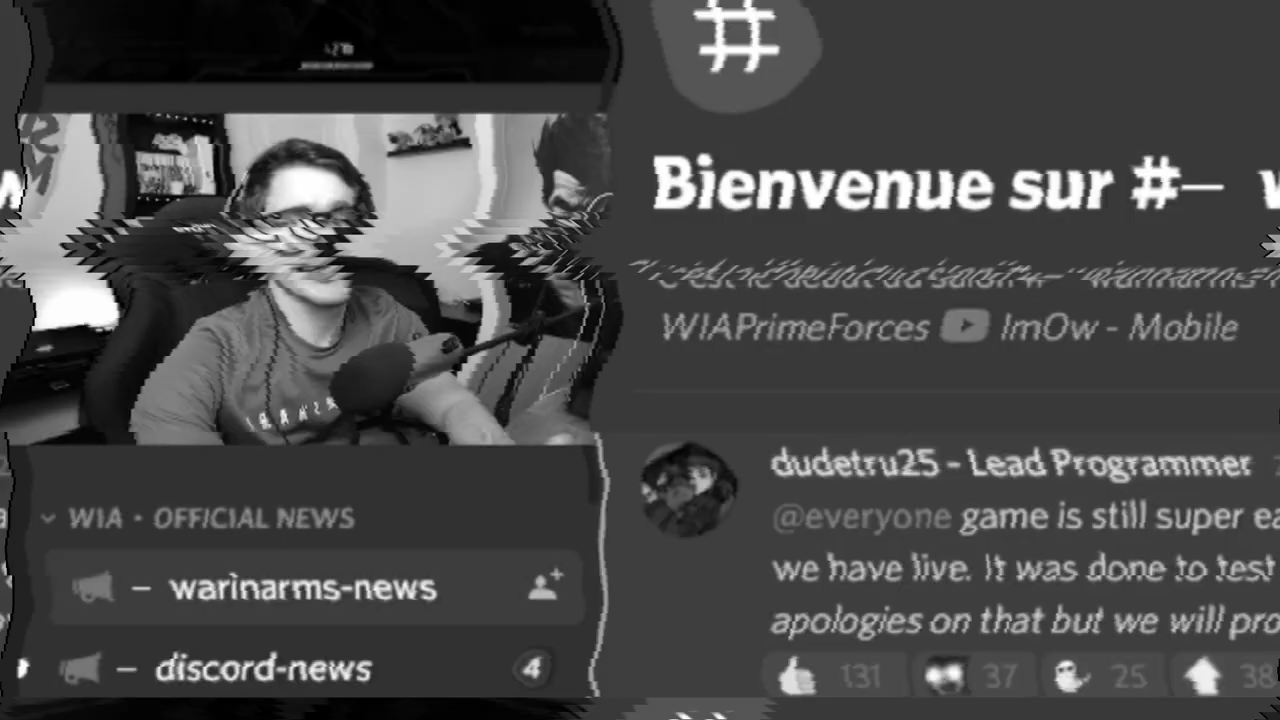 #
Bienvenue sur #–
WIAPrimeForces ImOw - Mobile
dudetru25 - Lead Programmer
@everyone game is still super
we have live. It was done to test
apologies on that but we will
131 37 25 38
WIA • OFFICIAL NEWS
– warinarms-news
– discord-news 4